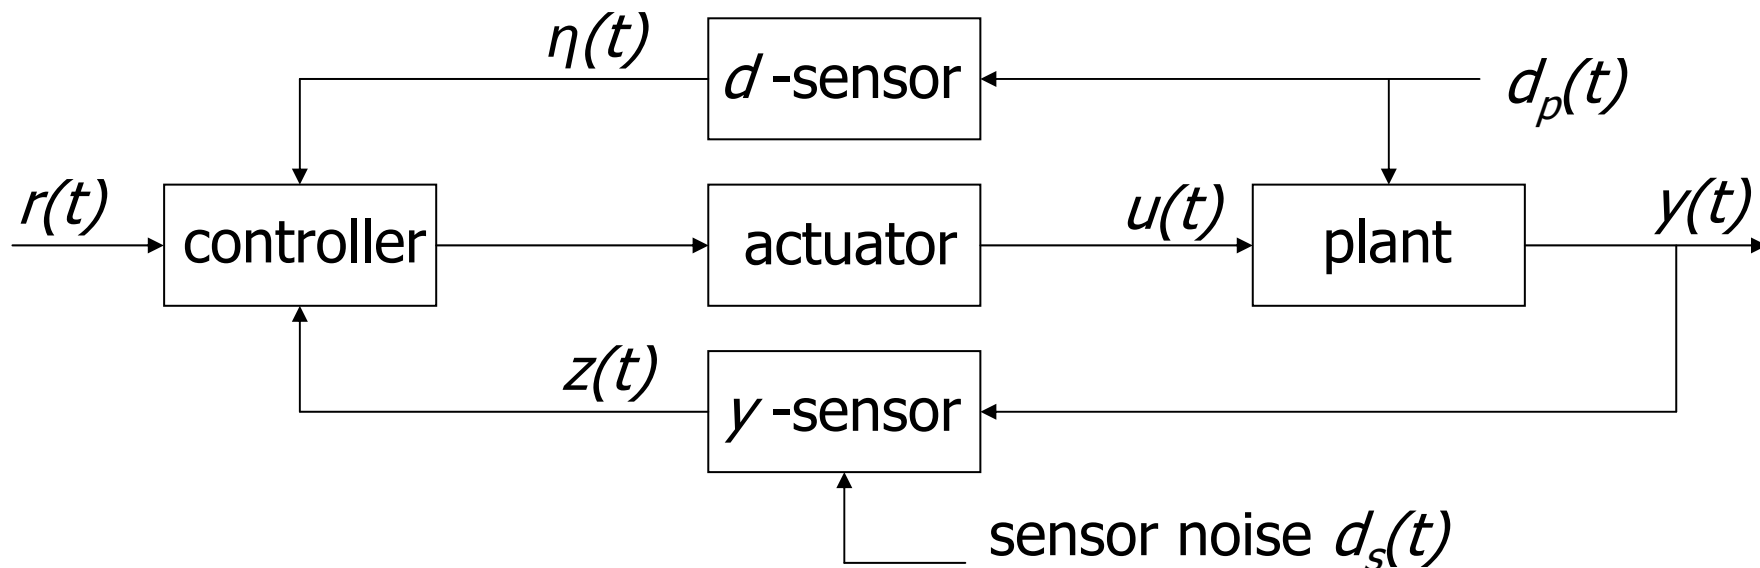 η(t)
d -sensor
d_p(t)
r(t)
controller
actuator
u(t)
plant
y(t)
z(t)
y -sensor
sensor noise d_s(t)